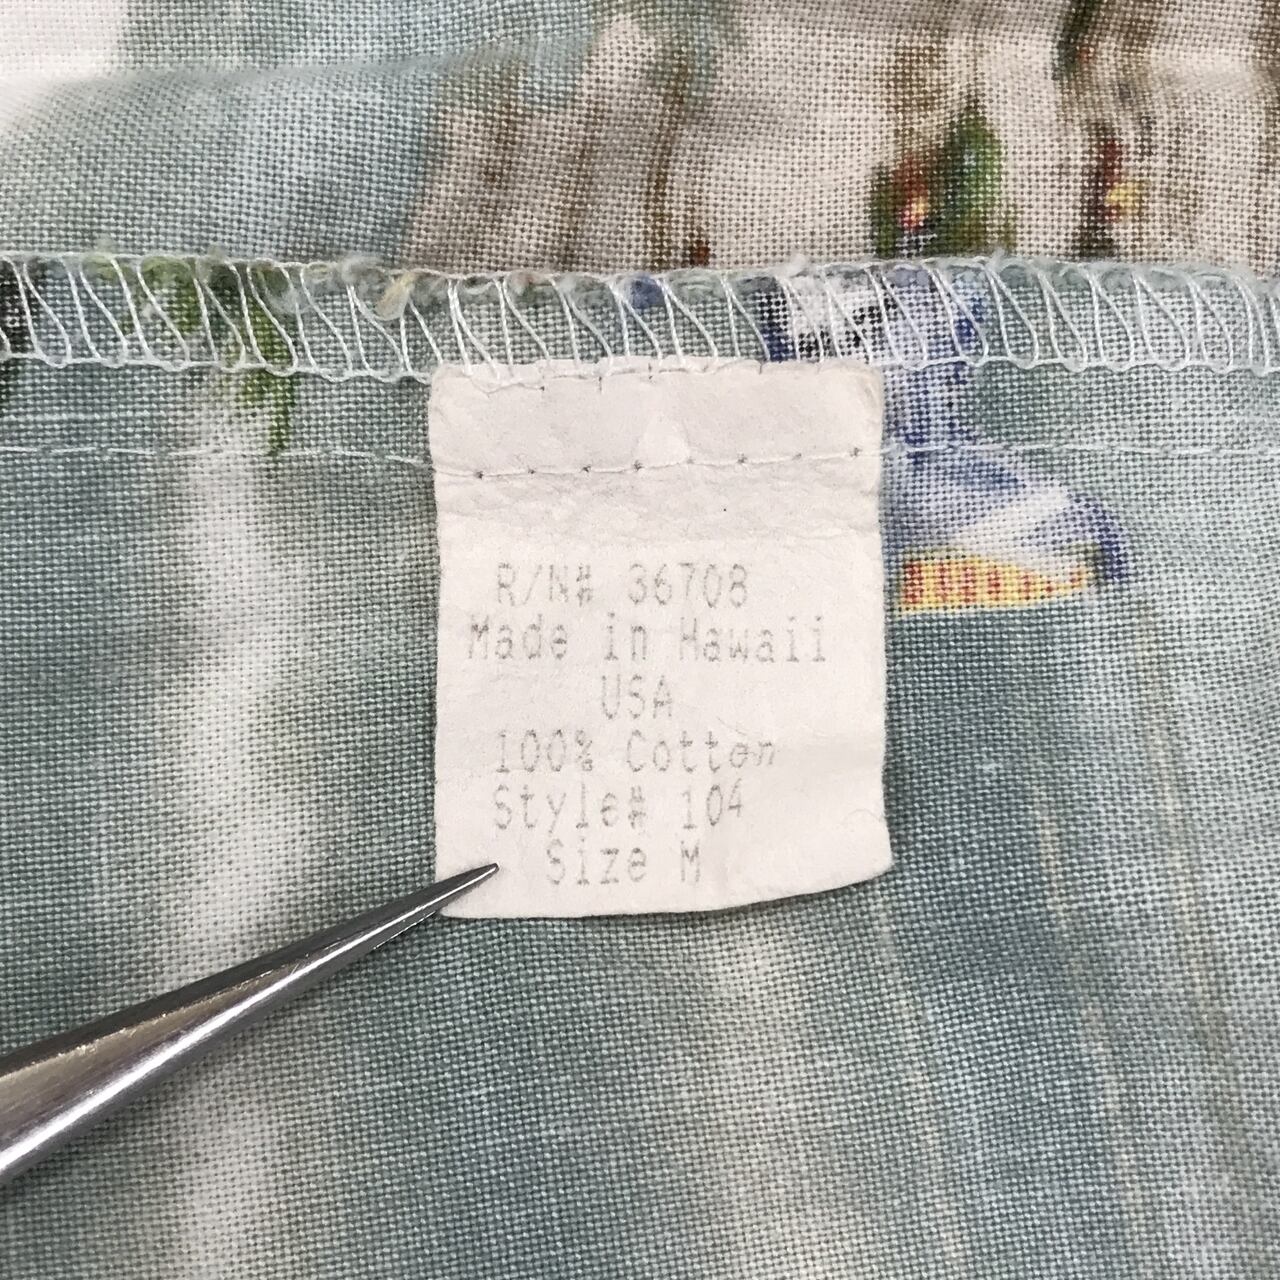 R/N# 36708
Made in Hawaii
USA
100% Cotton
Style# 104
Size M